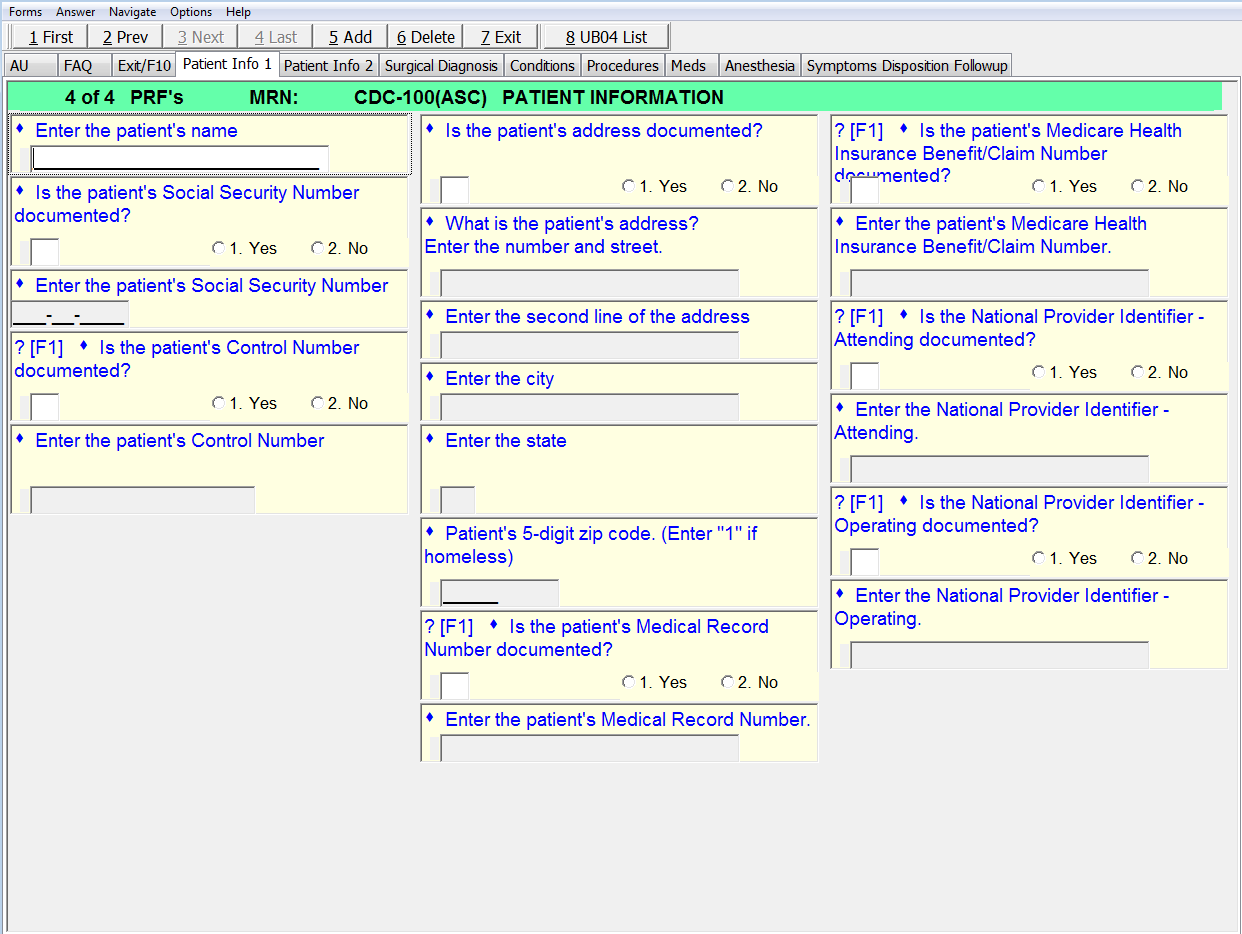 Forms Answer Navigate Options Help
1 First 2 Prev 3 Next 4 Last 5 Add 6 Delete 7 Exit 8 UB04 List
AU FAQ Exit/F10 Patient Info 1 Patient Info 2 Surgical Diagnosis Conditions Procedures Meds Anesthesia Symptoms Disposition Followup
4 of 4 PRF's MRN: CDC-100(ASC) PATIENT INFORMATION
♦ Enter the patient's name
♦ Is the patient's Social Security Number
documented?
1. Yes 2. No
♦ Enter the patient's Social Security Number
___-__-____
? [F1] ♦ Is the patient's Control Number
documented?
1. Yes 2. No
♦ Enter the patient's Control Number
♦ Is the patient's address documented?
1. Yes 2. No
♦ What is the patient's address?
Enter the number and street.
♦ Enter the second line of the address
♦ Enter the city
♦ Enter the state
♦ Patient's 5-digit zip code. (Enter "1" if
homeless)
? [F1] ♦ Is the patient's Medical Record
Number documented?
1. Yes 2. No
♦ Enter the patient's Medical Record Number.
? [F1] ♦ Is the patient's Medicare Health
Insurance Benefit/Claim Number
documented?
1. Yes 2. No
♦ Enter the patient's Medicare Health
Insurance Benefit/Claim Number.
? [F1] ♦ Is the National Provider Identifier -
Attending documented?
1. Yes 2. No
♦ Enter the National Provider Identifier -
Attending.
? [F1] ♦ Is the National Provider Identifier -
Operating documented?
1. Yes 2. No
♦ Enter the National Provider Identifier -
Operating.